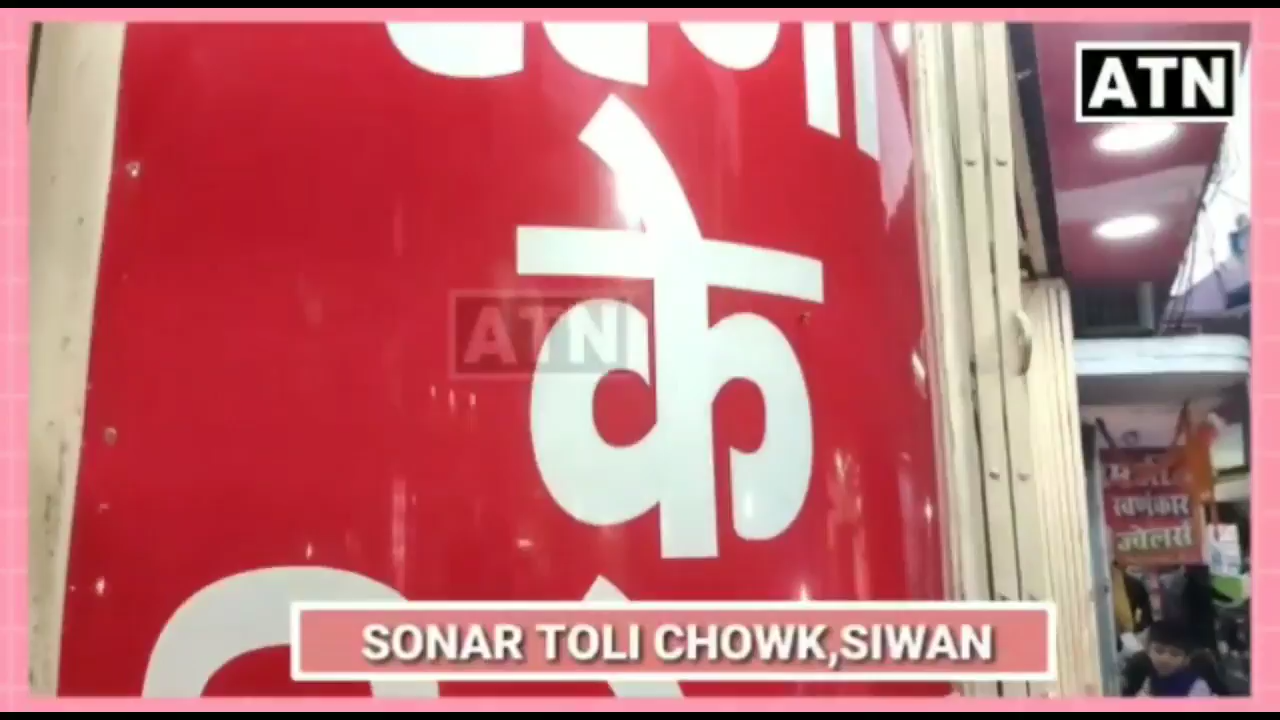 ATN
के
ATN
स्वर्णकार
ज्वेलर्स
SONAR TOLI CHOWK,SIWAN